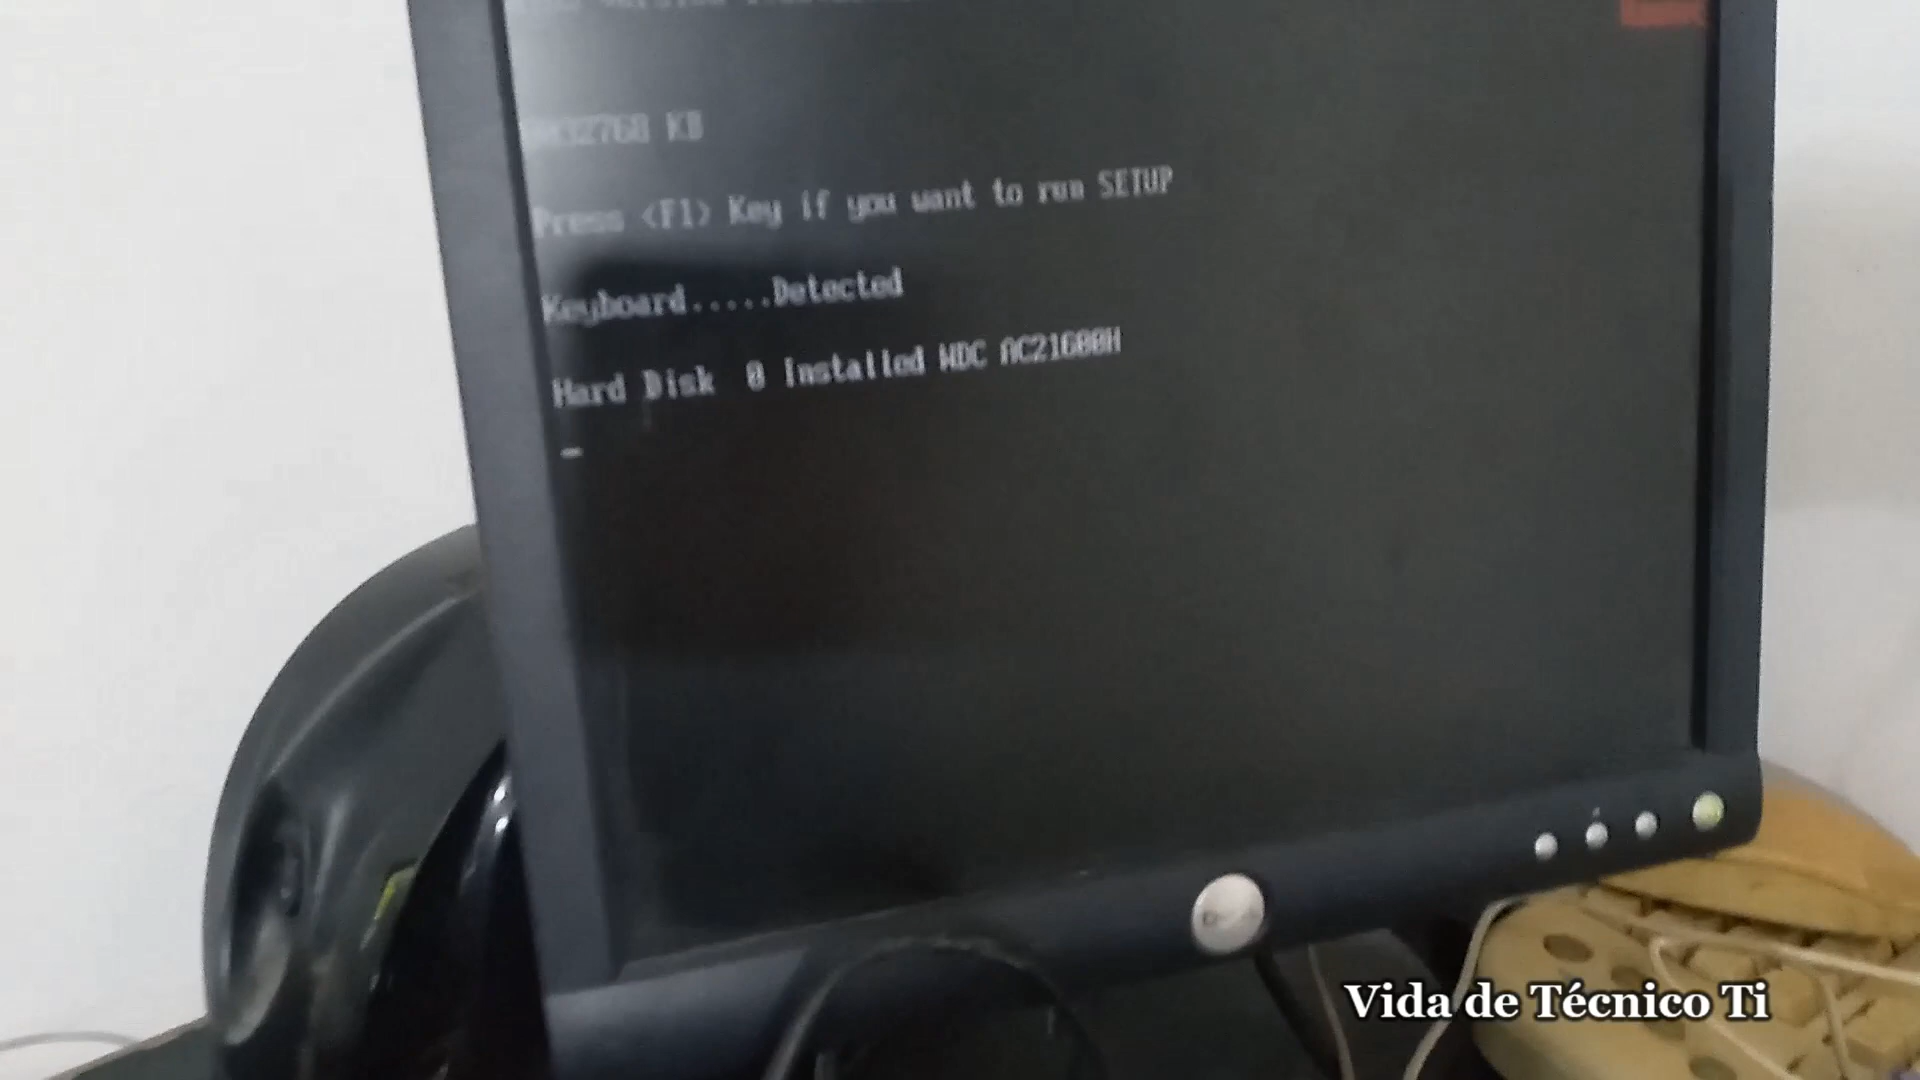 32768 KB
Press <F1> Key if you want to run SETUP
Keyboard.....Detected
Hard Disk 0 Installed WDC AC21600H
Vida de Técnico Ti